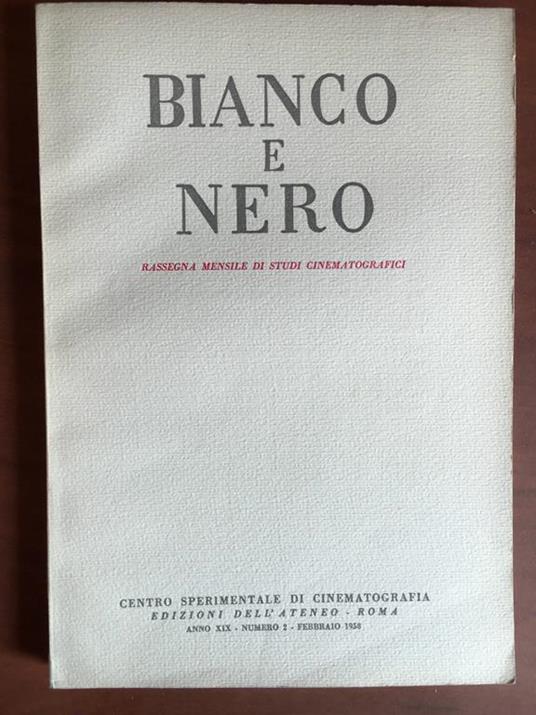 BIANCO
E
NERO
RASSEGNA MENSILE DI STUDI CINEMATOGRAFICI
CENTRO SPERIMENTALE DI CINEMATOGRAFIA
EDIZIONI DELL'ATENEO - ROMA
ANNO XIX - NUMERO 2 - FEBBRAIO 1958